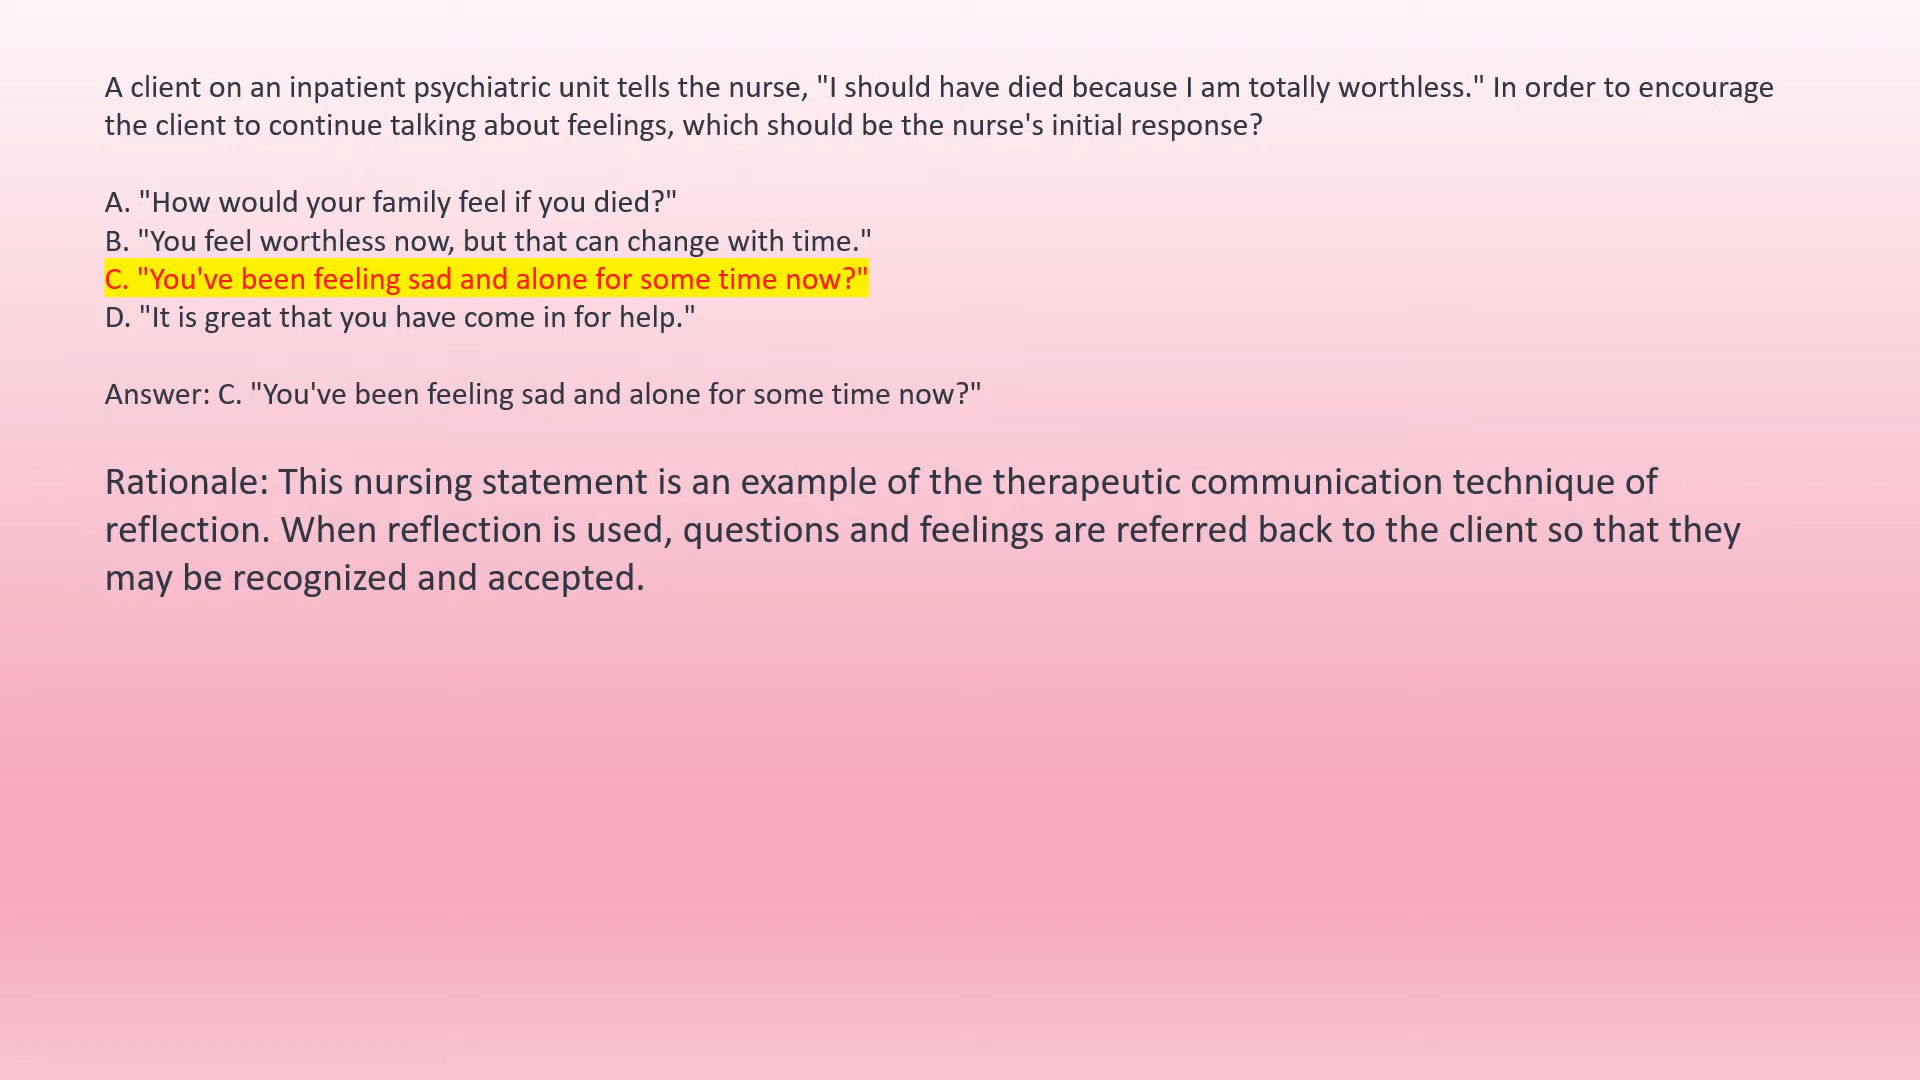 A client on an inpatient psychiatric unit tells the nurse, "I should have died because I am totally worthless." In order to encourage
the client to continue talking about feelings, which should be the nurse's initial response?
A. "How would your family feel if you died?"
B. "You feel worthless now, but that can change with time."
C. "You've been feeling sad and alone for some time now?"
D. "It is great that you have come in for help."
Answer: C. "You've been feeling sad and alone for some time now?"
Rationale: This nursing statement is an example of the therapeutic communication technique of
reflection. When reflection is used, questions and feelings are referred back to the client so that they
may be recognized and accepted.